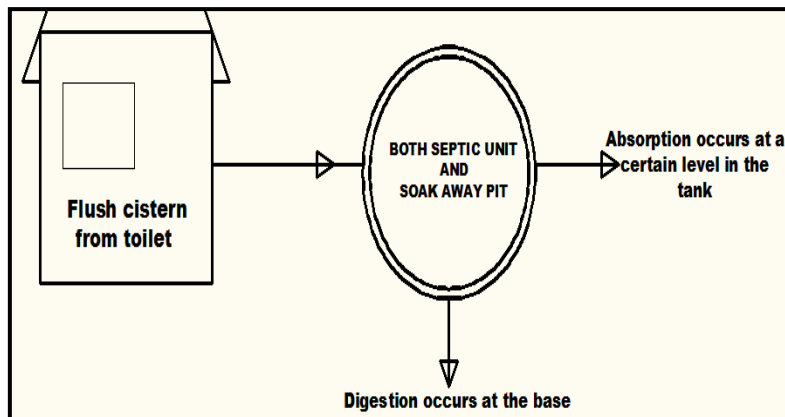 Flush cistern
from toilet
BOTH SEPTIC UNIT
AND
SOAK AWAY PIT
Absorption occurs at a
certain level in the
tank
Digestion occurs at the base